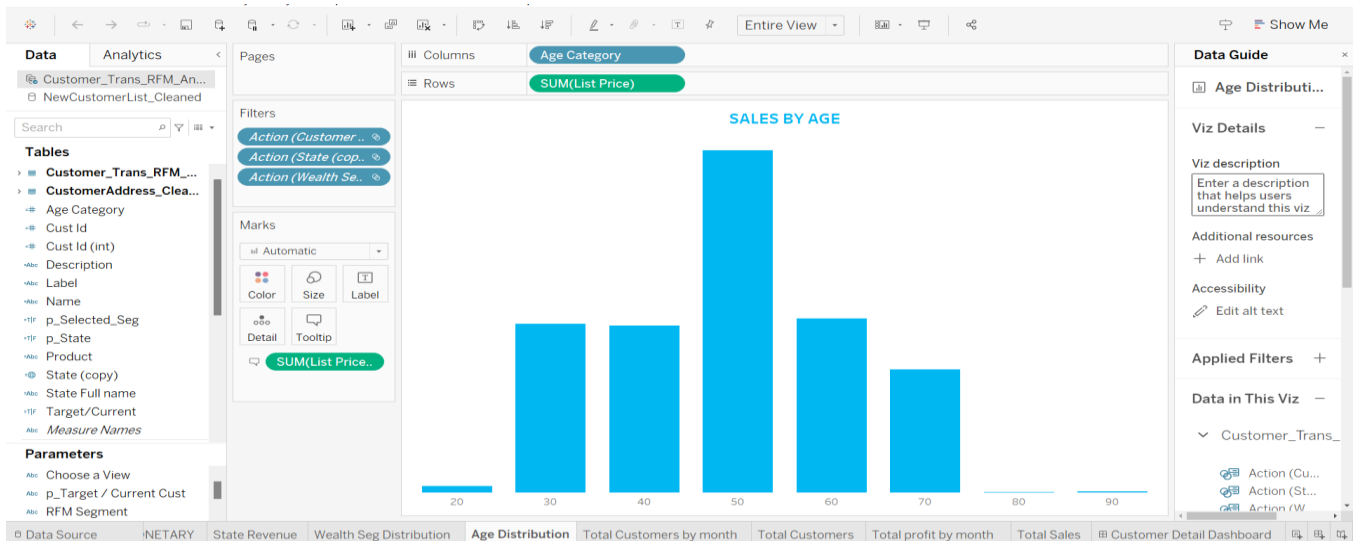 Entire View
Show Me
Data
Analytics
Customer_Trans_RFM_An...
NewCustomerList_Cleaned
Search
Tables
Customer_Trans_RFM_...
CustomerAddress_Clea...
Age Category
Cust Id
Cust Id (int)
Description
Label
Name
p_Selected_Seg
p_State
Product
State (copy)
State Full name
Target/Current
Measure Names
Parameters
Choose a View
p_Target / Current Cust
RFM Segment
Pages
Filters
Action (Customer ..
Action (State (cop..
Action (Wealth Se..
Marks
Automatic
Color
Size
Label
Detail
Tooltip
SUM(List Price..
Columns
Age Category
Rows
SUM(List Price)
SALES BY AGE
20 30 40 50 60 70 80 90
Data Guide
Age Distributi...
Viz Details
Viz description
Enter a description
that helps users
understand this viz
Additional resources
Add link
Accessibility
Edit alt text
Applied Filters
Data in This Viz
Customer_Trans_
Action (Cu...
Action (St...
Action (W
Data Source
NETARY
State Revenue
Wealth Seg Distribution
Age Distribution
Total Customers by month
Total Customers
Total profit by month
Total Sales
Customer Detail Dashboard